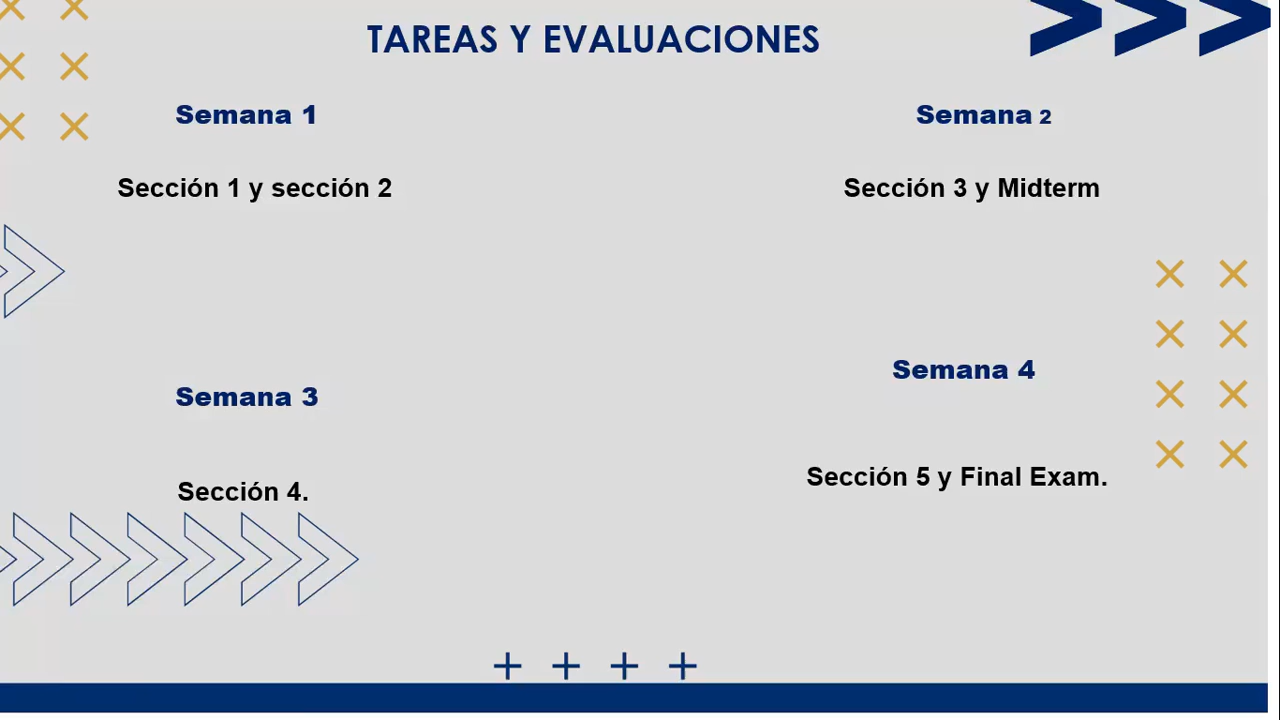 TAREAS Y EVALUACIONES
Semana 1
Sección 1 y sección 2
Semana 2
Sección 3 y Midterm
Semana 3
Sección 4.
Semana 4
Sección 5 y Final Exam.